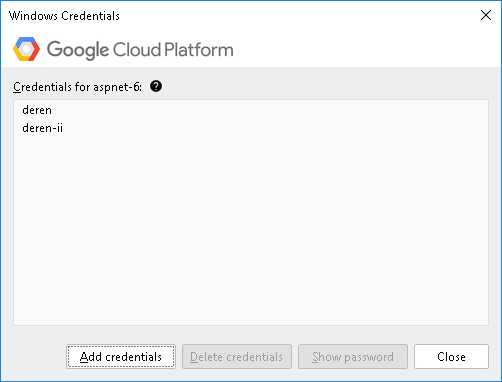 Windows Credentials
Google Cloud Platform
Credentials for aspnet-6:
deren
deren-ii
Add credentials
Delete credentials
Show password
Close